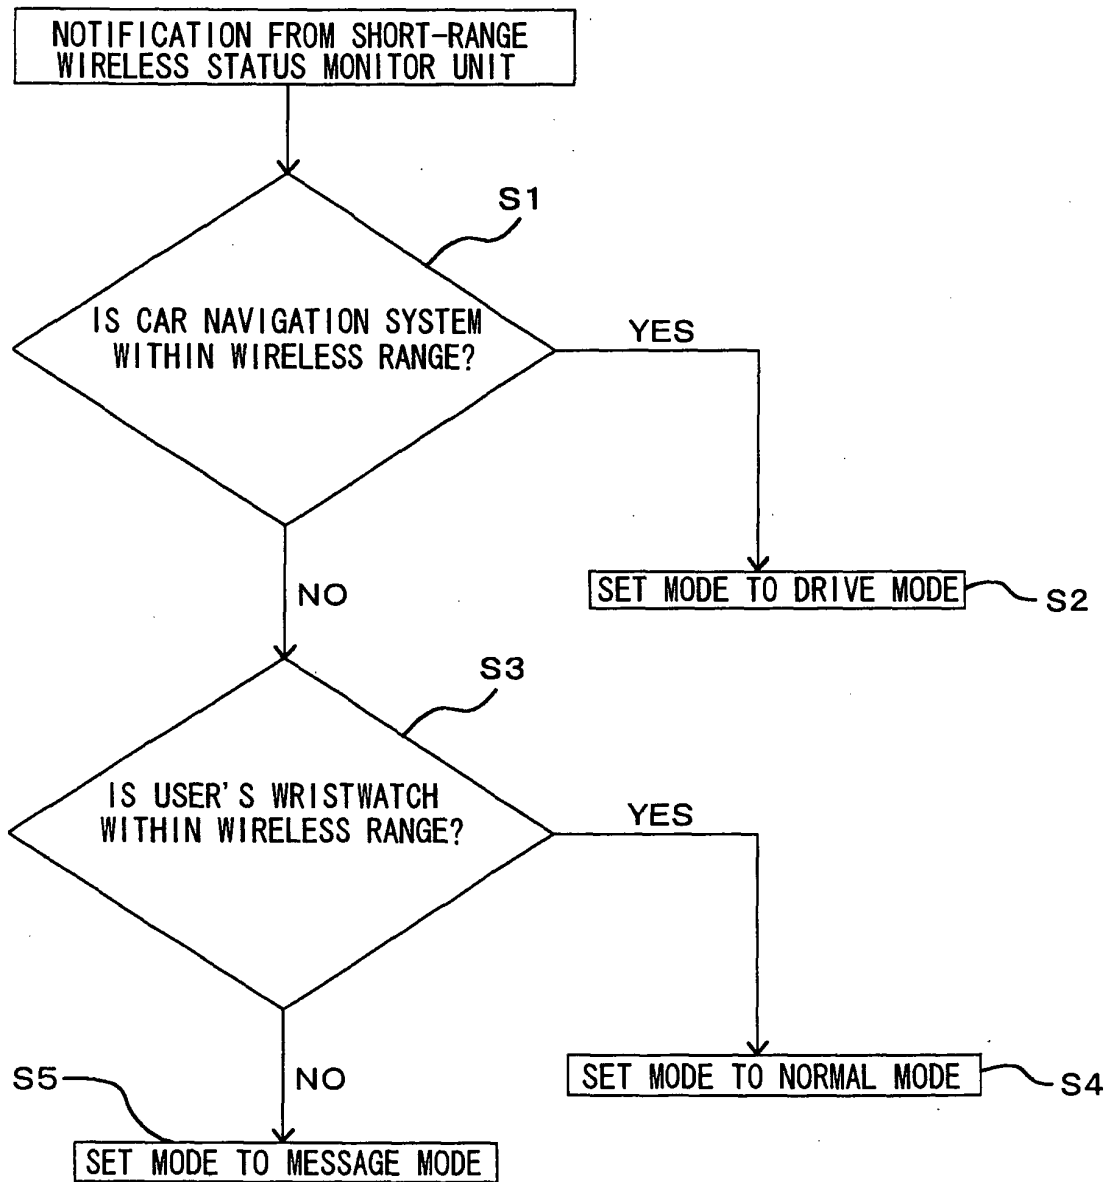 NOTIFICATION FROM SHORT-RANGE
WIRELESS STATUS MONITOR UNIT
S1
IS CAR NAVIGATION SYSTEM
WITHIN WIRELESS RANGE?
YES
SET MODE TO DRIVE MODE
S2
NO
S3
IS USER'S WRISTWATCH
WITHIN WIRELESS RANGE?
YES
SET MODE TO NORMAL MODE
S4
S5
NO
SET MODE TO MESSAGE MODE